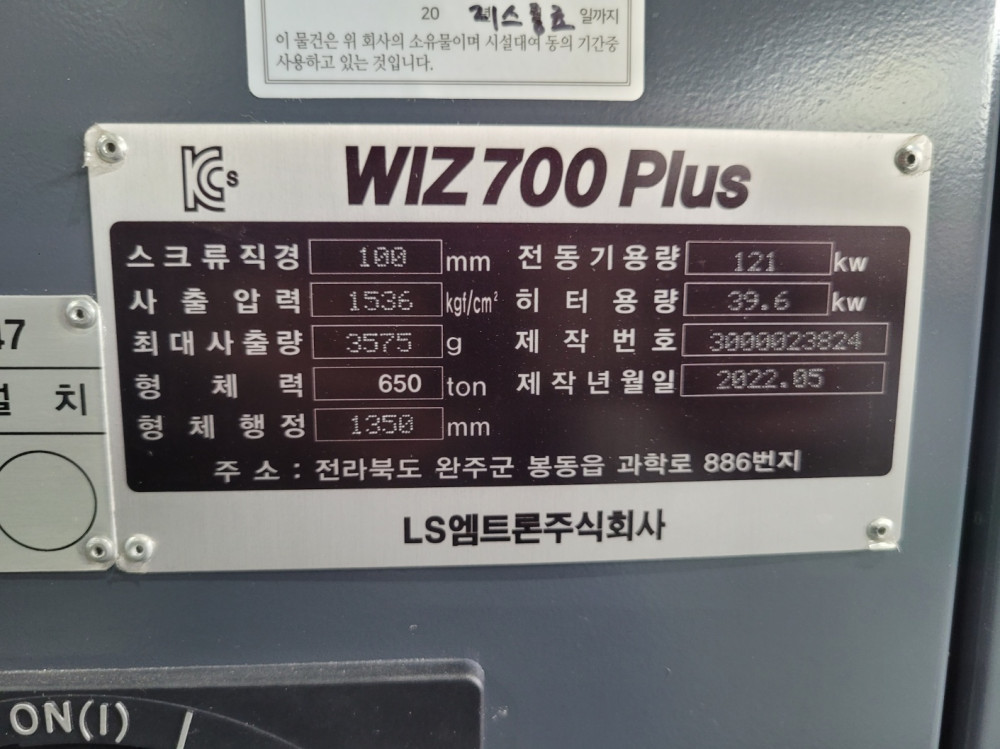 20 년 일까지
이 물건은 위 회사의 소유물이며 시설대여 동의 기간중
사용하고 있는 것입니다.
KCs WIZ 700 Plus
스크류직경 100 mm 전동기용량 121 kw
사출압력 1536 kgf/cm² 히터용량 39.6 kw
최대사출량 3575 g 제작번호 3000023824
형체력 650 ton 제작년월일 2022.05
형체행정 1350 mm
주소 : 전라북도 완주군 봉동읍 과학로 886번지
LS엠트론주식회사
47
치
ON(I)